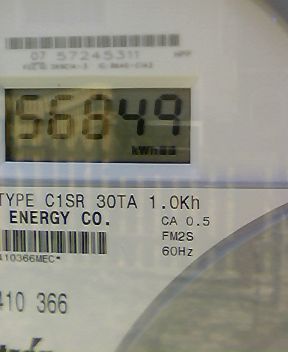 07 57245311
56849
kWh
TYPE C1SR 30TA 1.0Kh
ENERGY CO.
CA 0.5
FM2S
60Hz
410366MEC*
410 366